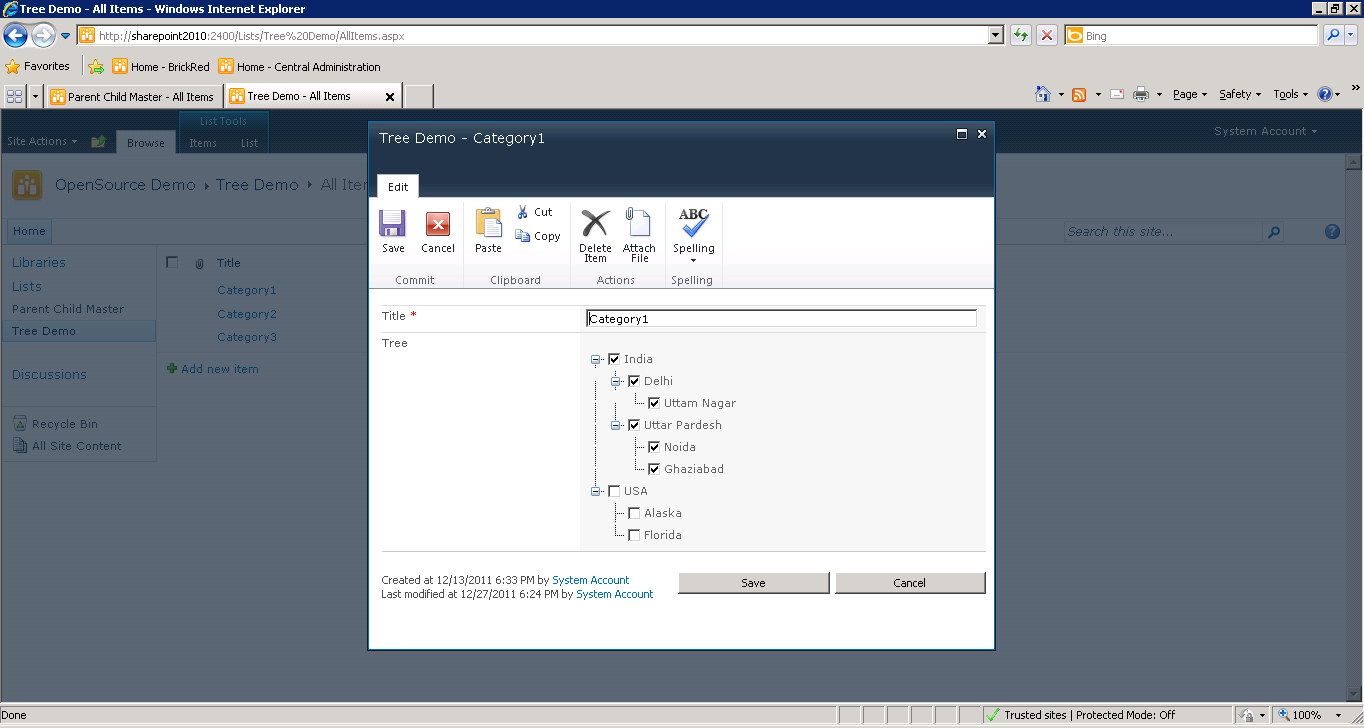 Tree Demo - All Items - Windows Internet Explorer
http://sharepoint2010:2400/Lists/Tree%20Demo/AllItems.aspx
Bing
Favorites
Home - BrickRed
Home - Central Administration
Parent Child Master - All Items
Tree Demo - All Items
Page
Safety
Tools
Site Actions
Browse
List Tools
Items
List
System Account
OpenSource Demo
Tree Demo
All Iter
Home
Search this site...
Libraries
Lists
Parent Child Master
Tree Demo
Discussions
Recycle Bin
All Site Content
Title
Category1
Category2
Category3
Add new item
Tree Demo - Category1
Edit
Save
Cancel
Commit
Paste
Cut
Copy
Clipboard
Delete Item
Attach File
Actions
ABC
Spelling
Spelling
Title *
Category1
Tree
India
Delhi
Uttam Nagar
Uttar Pardesh
Noida
Ghaziabad
USA
Alaska
Florida
Created at 12/13/2011 6:33 PM by System Account
Last modified at 12/27/2011 6:24 PM by System Account
Save
Cancel
Done
Trusted sites | Protected Mode: Off
100%